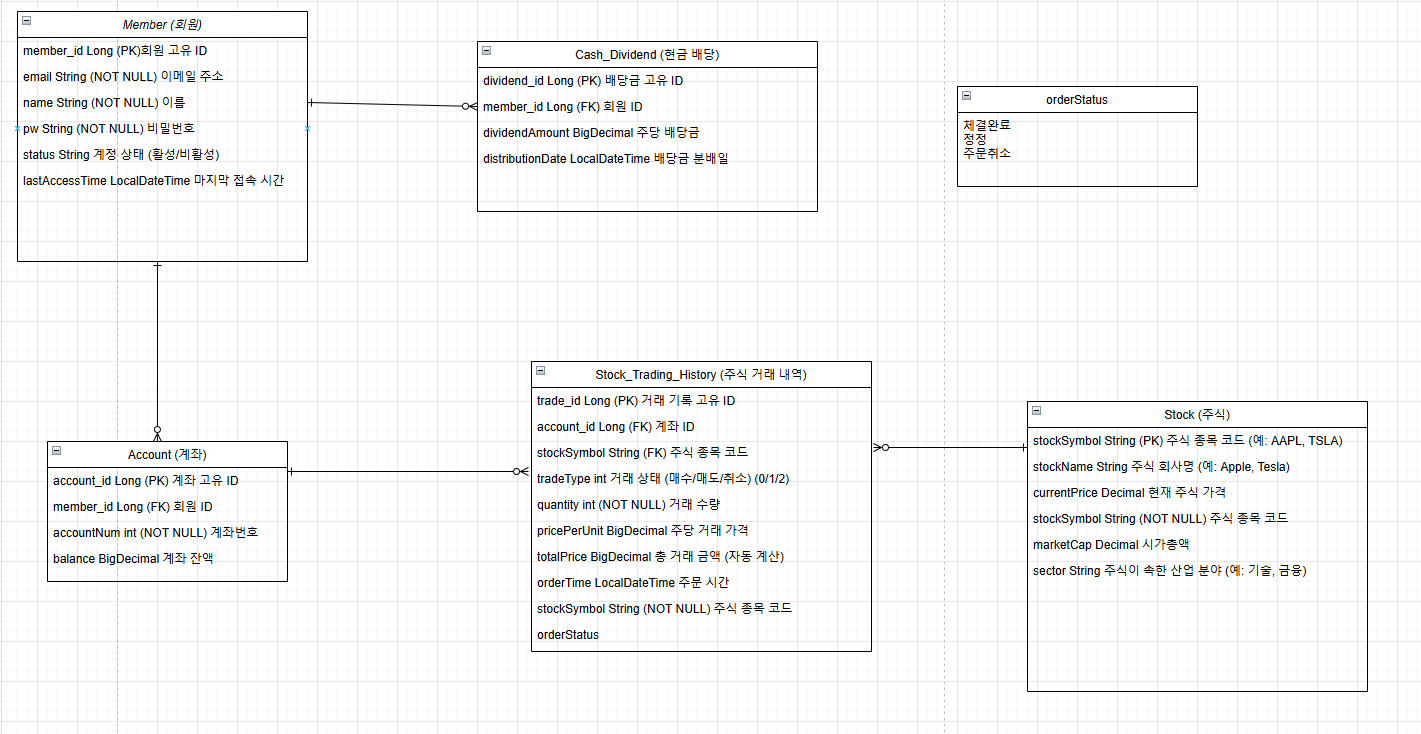 Member (회원)
member_id Long (PK)회원 고유 ID
email String (NOT NULL) 이메일 주소
name String (NOT NULL) 이름
pw String (NOT NULL) 비밀번호
status String 계정 상태 (활성/비활성)
lastAccessTime LocalDateTime 마지막 접속 시간
Cash_Dividend (현금 배당)
dividend_id Long (PK) 배당금 고유 ID
member_id Long (FK) 회원 ID
dividendAmount BigDecimal 주당 배당금
distributionDate LocalDateTime 배당금 분배일
orderStatus
체결완료
정정
주문취소
Account (계좌)
account_id Long (PK) 계좌 고유 ID
member_id Long (FK) 회원 ID
accountNum int (NOT NULL) 계좌번호
balance BigDecimal 계좌 잔액
Stock_Trading_History (주식 거래 내역)
trade_id Long (PK) 거래 기록 고유 ID
account_id Long (FK) 계좌 ID
stockSymbol String (FK) 주식 종목 코드
tradeType int 거래 상태 (매수/매도/취소) (0/1/2)
quantity int (NOT NULL) 거래 수량
pricePerUnit BigDecimal 주당 거래 가격
totalPrice BigDecimal 총 거래 금액 (자동 계산)
orderTime LocalDateTime 주문 시간
stockSymbol String (NOT NULL) 주식 종목 코드
orderStatus
Stock (주식)
stockSymbol String (PK) 주식 종목 코드 (예: AAPL, TSLA)
stockName String 주식 회사명 (예: Apple, Tesla)
currentPrice Decimal 현재 주식 가격
stockSymbol String (NOT NULL) 주식 종목 코드
marketCap Decimal 시가총액
sector String 주식이 속한 산업 분야 (예: 기술, 금융)